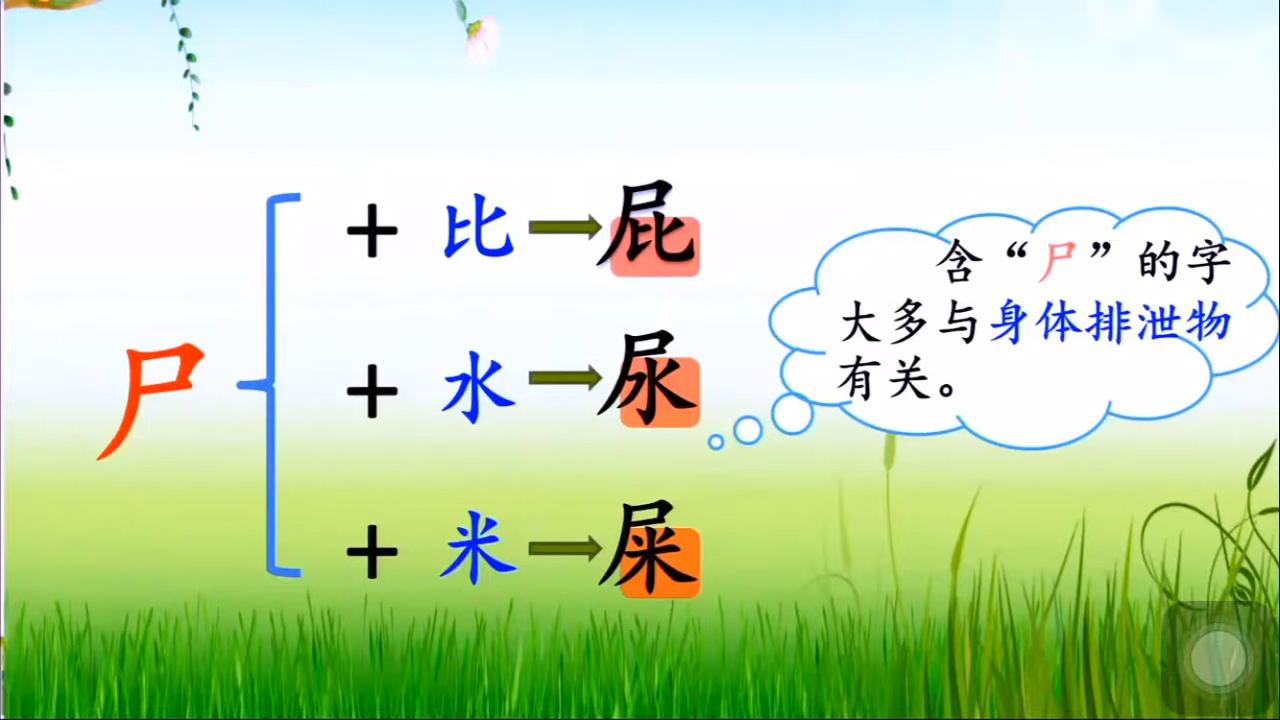 尸
+ 比 → 屁
+ 水 → 尿
+ 米 → 屎
含“尸”的字
大多与身体排泄物
有关。